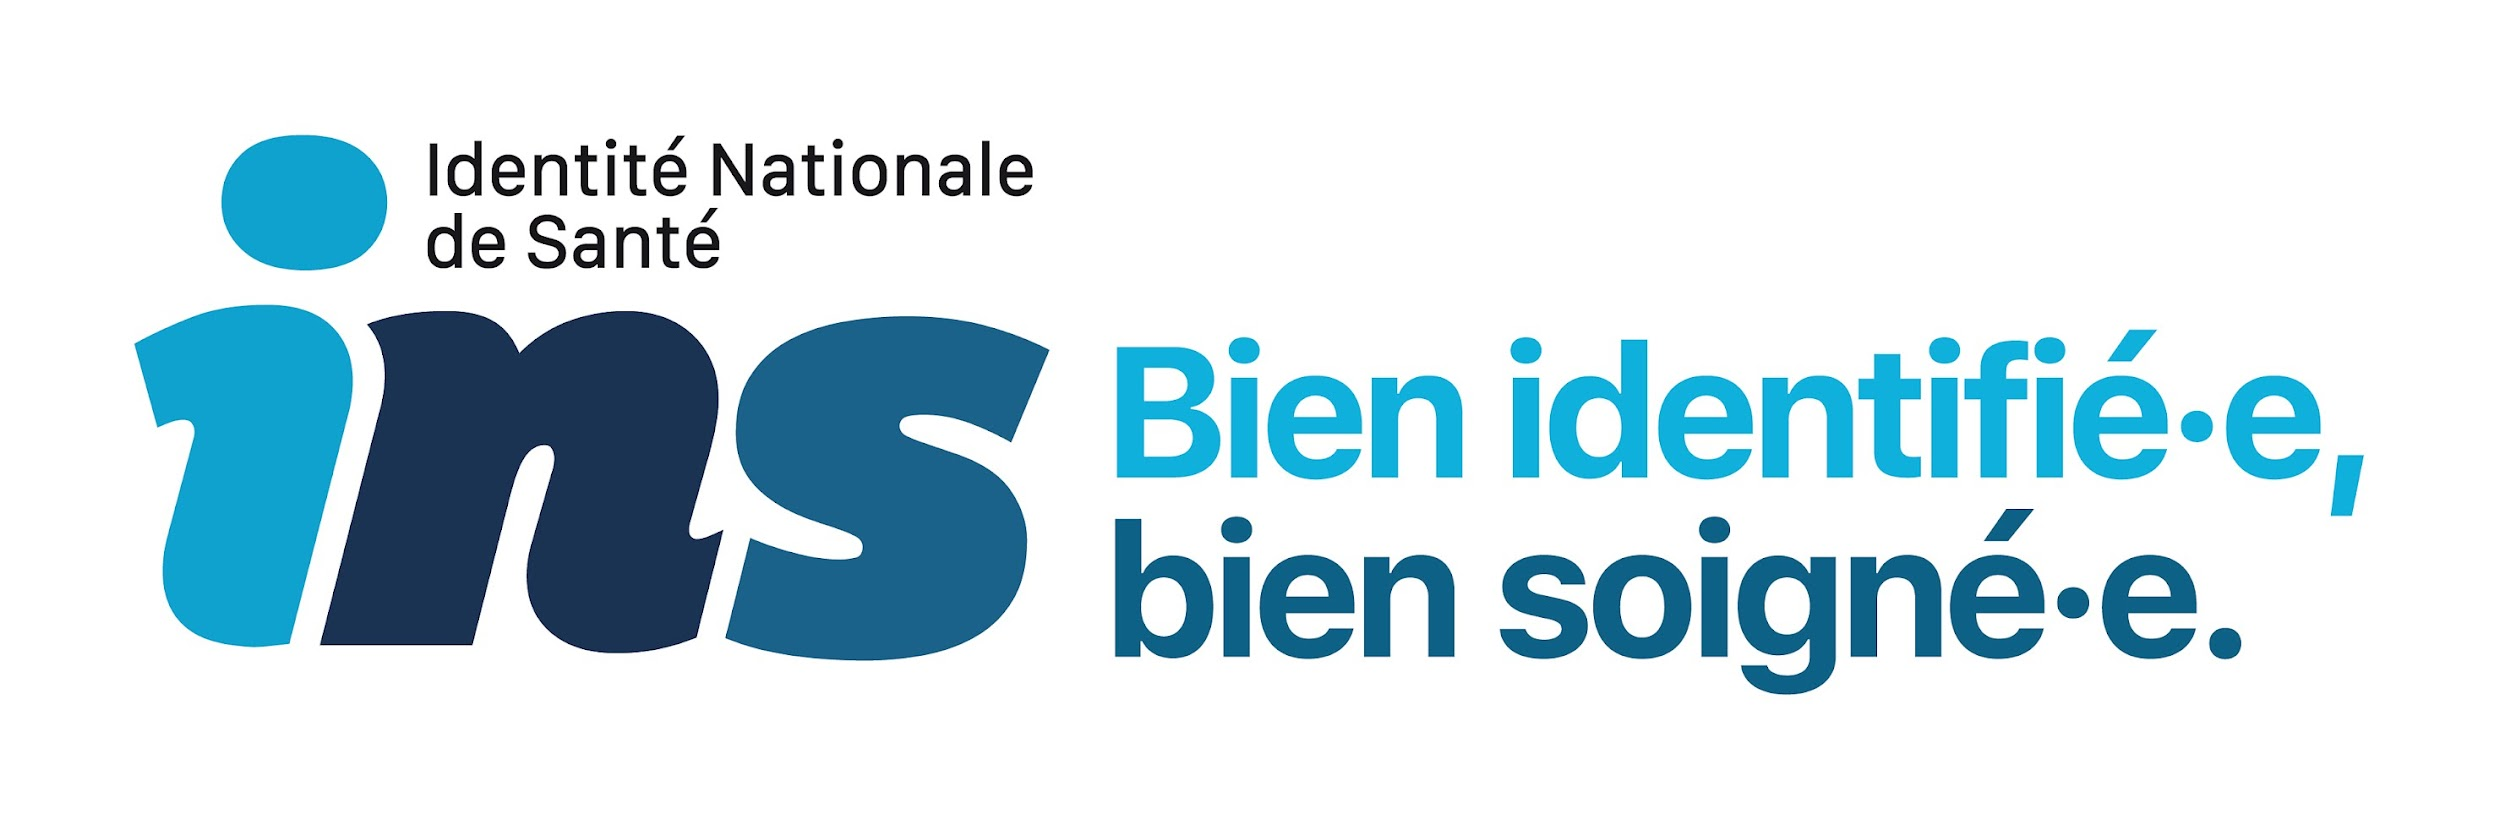 Identité Nationale
de Santé
ins
Bien identifié·e,
bien soigné·e.